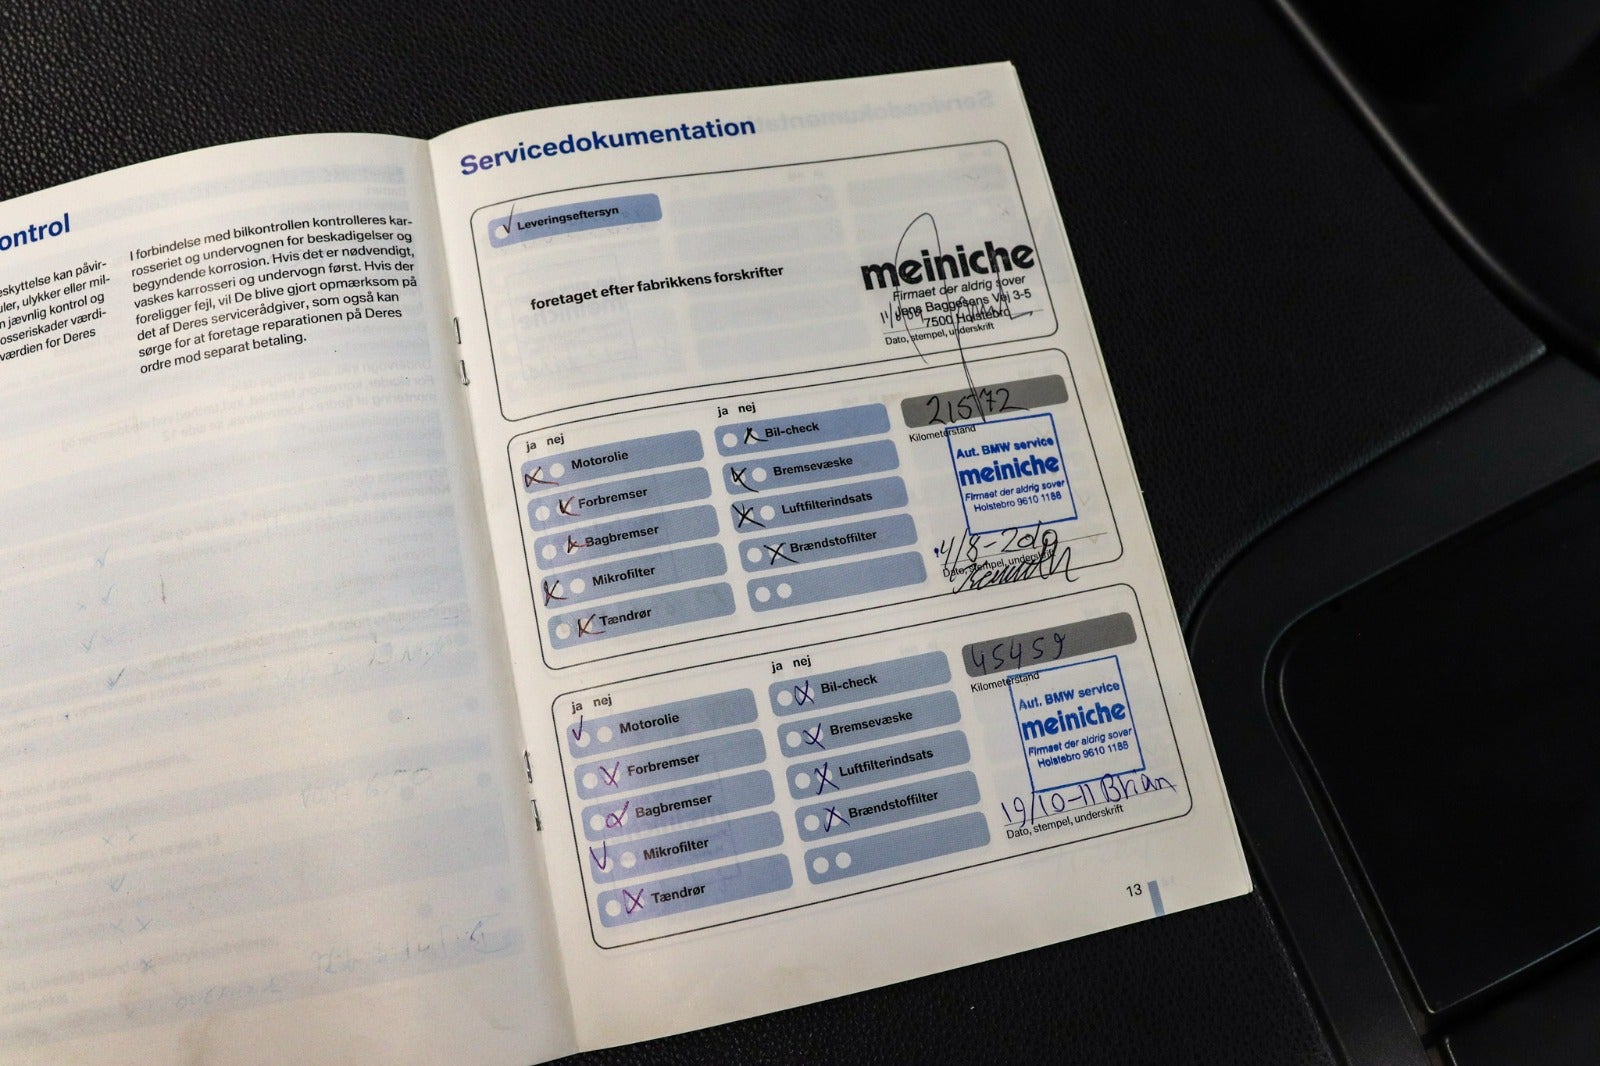 ontrol
eskyttelse kan påvir-
uler, ulykker eller mil-
n jævnlig kontrol og
osseriskader værdi-
værdien for Deres
I forbindelse med bilkontrollen kontrolleres kar-
rosseriet og undervognen for beskadigelser og
begyndende korrosion. Hvis det er nødvendigt,
vaskes karrosseri og undervogn først. Hvis der
foreligger fejl, vil De blive gjort opmærksom på
det af Deres servicerådgiver, som også kan
sørge for at foretage reparationen på Deres
ordre mod separat betaling.
Servicedokumentation
Leveringseftersyn
foretaget efter fabrikkens forskrifter
meiniche
Firmaet der aldrig sover
Jens Baggesens Vej 3-5
7500 Holstebro
Dato, stempel, underskrift
ja nej
Motorolie
Forbremser
Bagbremser
Mikrofilter
Tændrør
ja nej
Bil-check
Bremsevæske
Luftfilterindsats
Brændstoffilter
21572
Kilometerstand
Aut. BMW service
meiniche
Firmaet der aldrig sover
Holstebro 9610 1188
4/8-2010
Dato, stempel, underskrift
ja nej
Motorolie
Forbremser
Bagbremser
Mikrofilter
Tændrør
ja nej
Bil-check
Bremsevæske
Luftfilterindsats
Brændstoffilter
45459
Kilometerstand
Aut. BMW service
meiniche
Firmaet der aldrig sover
Holstebro 9610 1188
19/10-11 Brian
Dato, stempel, underskrift
13